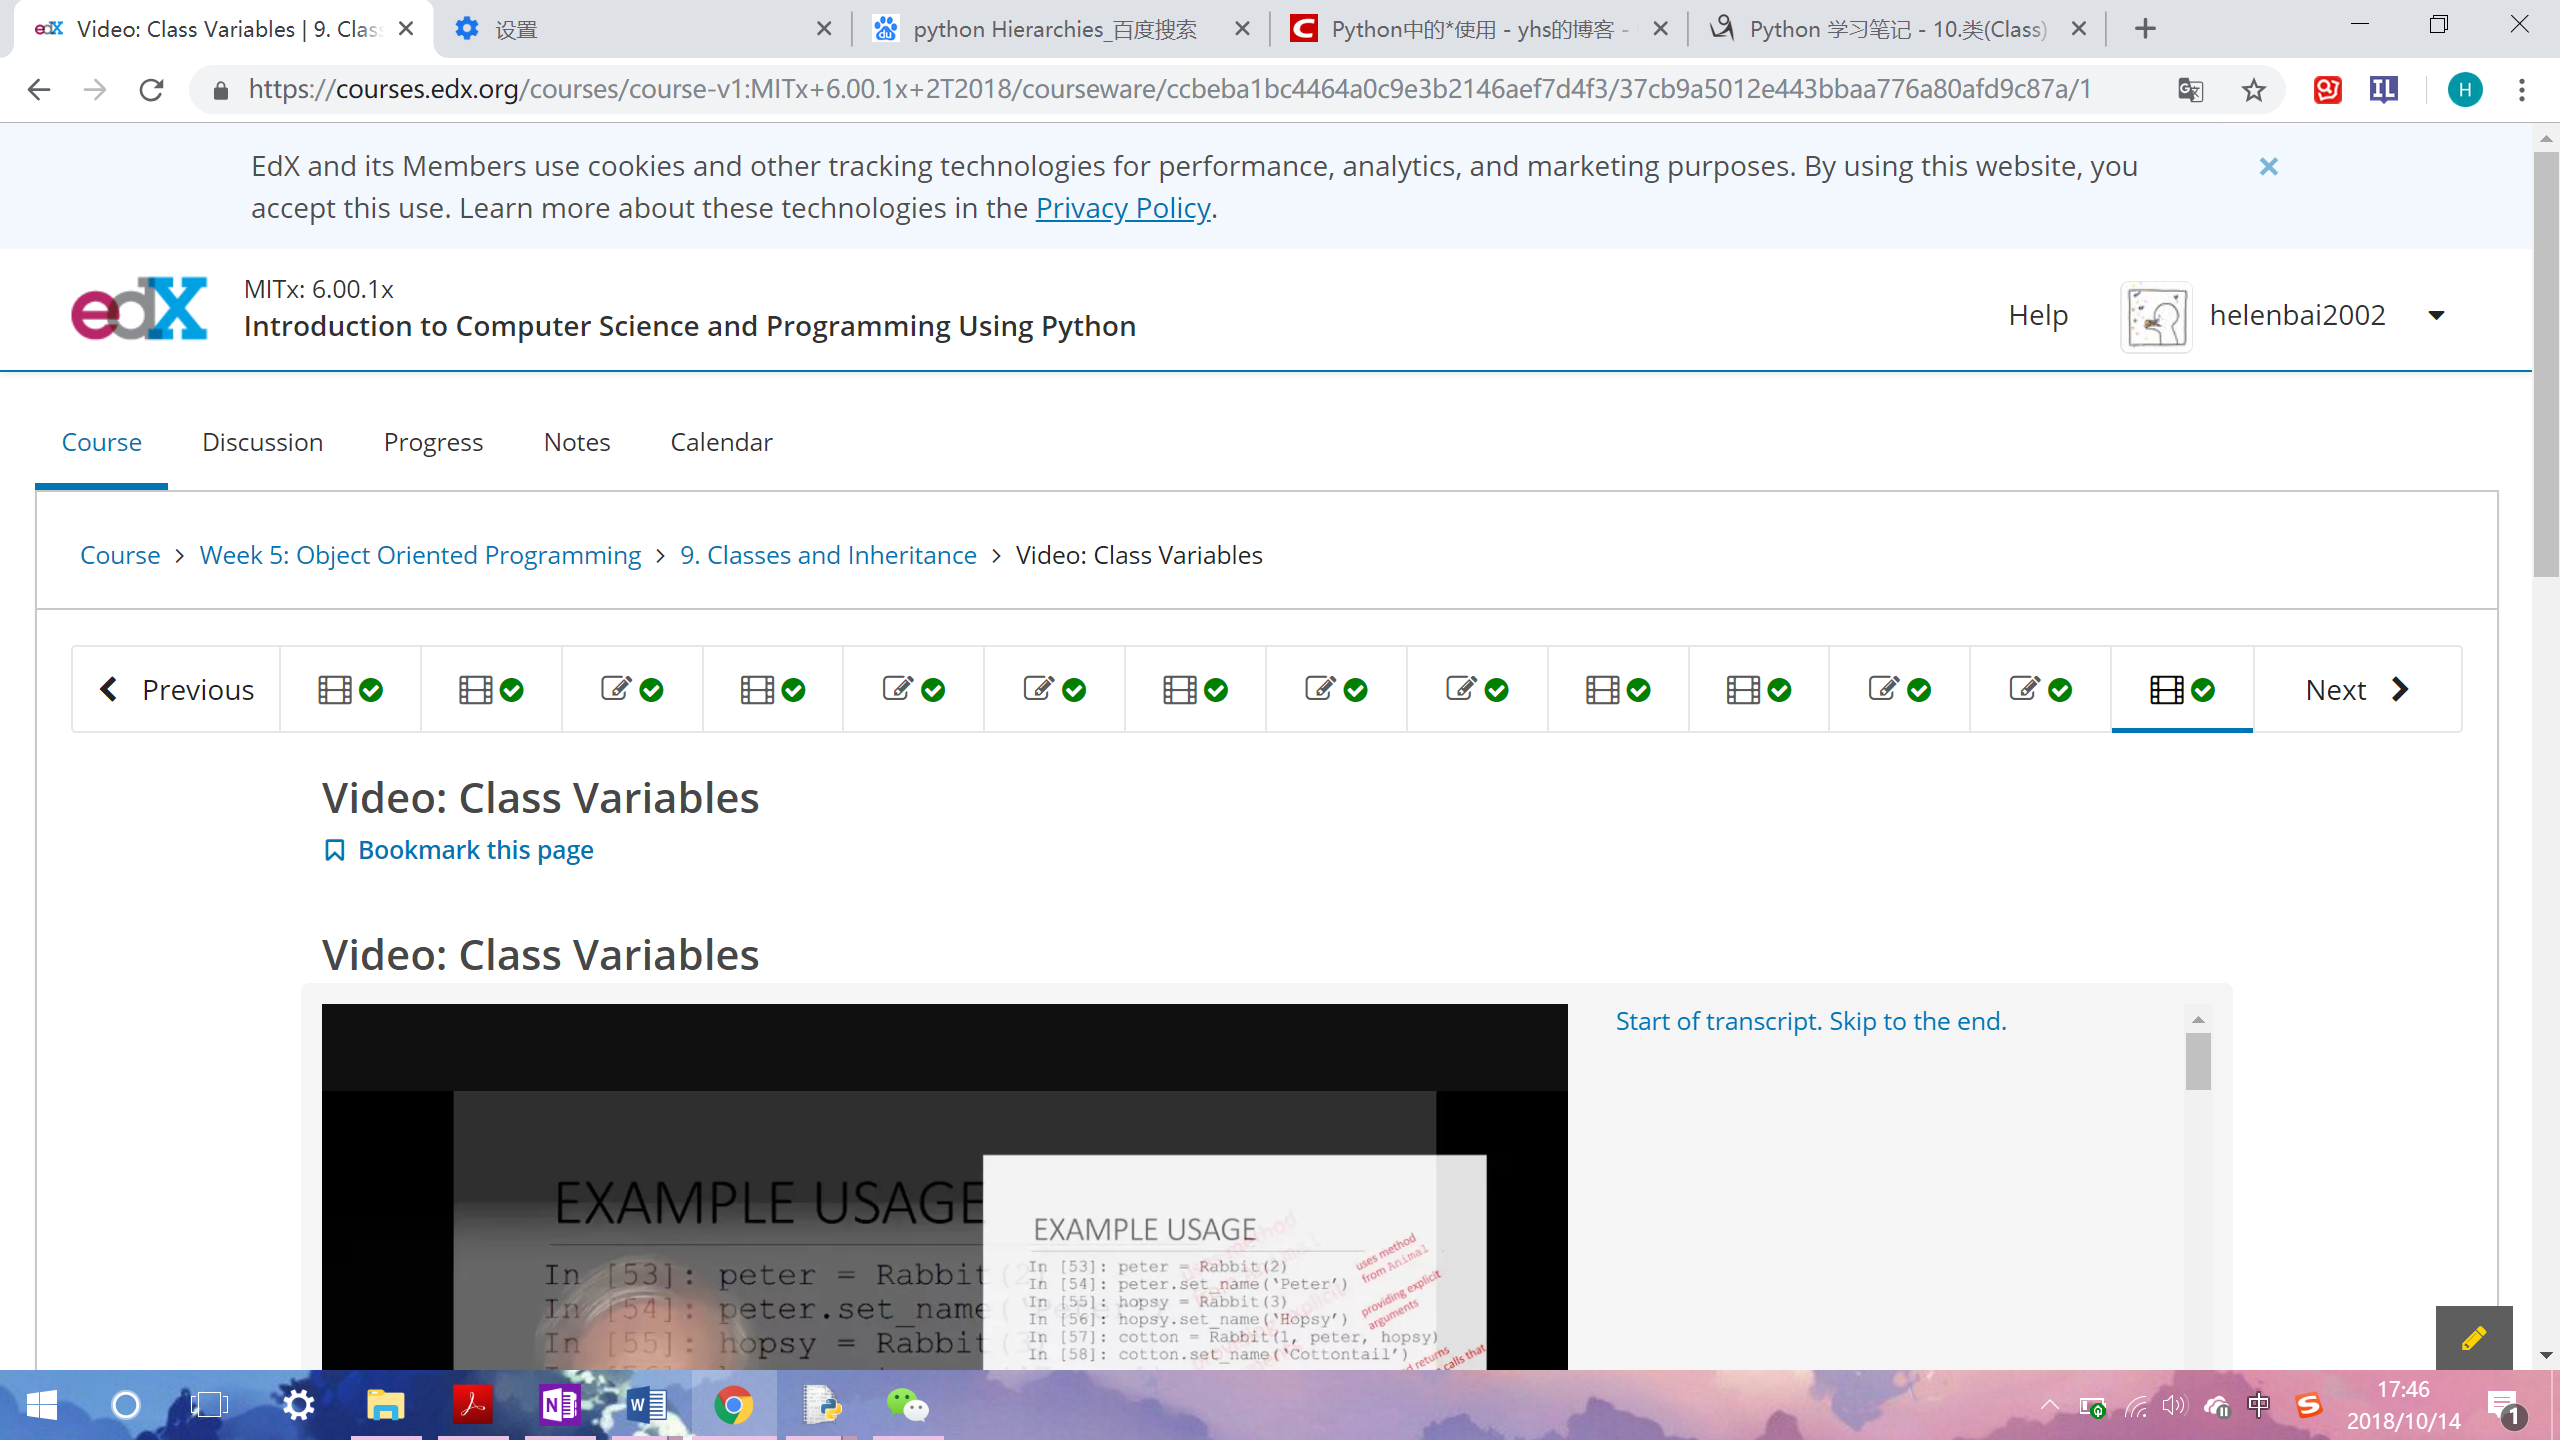 edX Video: Class Variables | 9. Clas
设置
python Hierarchies_百度搜索
Python中的*使用 - yhs的博客 -
Python 学习笔记 - 10.类(Class)
https://courses.edx.org/courses/course-v1:MITx+6.00.1x+2T2018/courseware/ccbeba1bc4464a0c9e3b2146aef7d4f3/37cb9a5012e443bbaa776a80afd9c87a/1
IL
H
EdX and its Members use cookies and other tracking technologies for performance, analytics, and marketing purposes. By using this website, you
accept this use. Learn more about these technologies in the Privacy Policy.
edX
MITx: 6.00.1x
Introduction to Computer Science and Programming Using Python
Help
helenbai2002
Course
Discussion
Progress
Notes
Calendar
Course > Week 5: Object Oriented Programming > 9. Classes and Inheritance > Video: Class Variables
Previous
Next
Video: Class Variables
Bookmark this page
Video: Class Variables
Start of transcript. Skip to the end.
EXAMPLE USAGE
In [53]: peter = Rabbit(2)
In [54]: peter.set_name(
In [55]: hopsy = Rabbit(3
EXAMPLE USAGE
In [53]: peter = Rabbit(2)
In [54]: peter.set_name('Peter')
In [55]: hopsy = Rabbit(3)
In [56]: hopsy.set_name('Hopsy')
In [57]: cotton = Rabbit(1, peter, hopsy)
In [58]: cotton.set_name('Cottontail')
uses method
from Animal
providing explicit
arguments
returns
calls that
中
17:46
2018/10/14
1